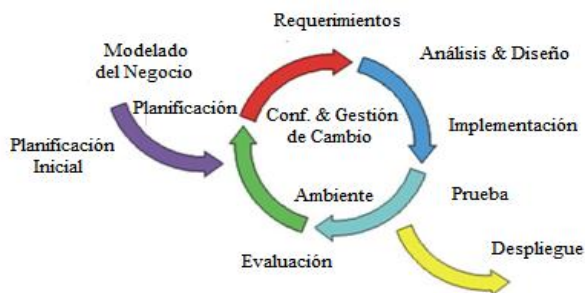 Requerimientos
Modelado
del Negocio
Análisis & Diseño
Planificación
Conf. & Gestión
de Cambio
Implementación
Planificación
Inicial
Ambiente
Prueba
Evaluación
Despliegue